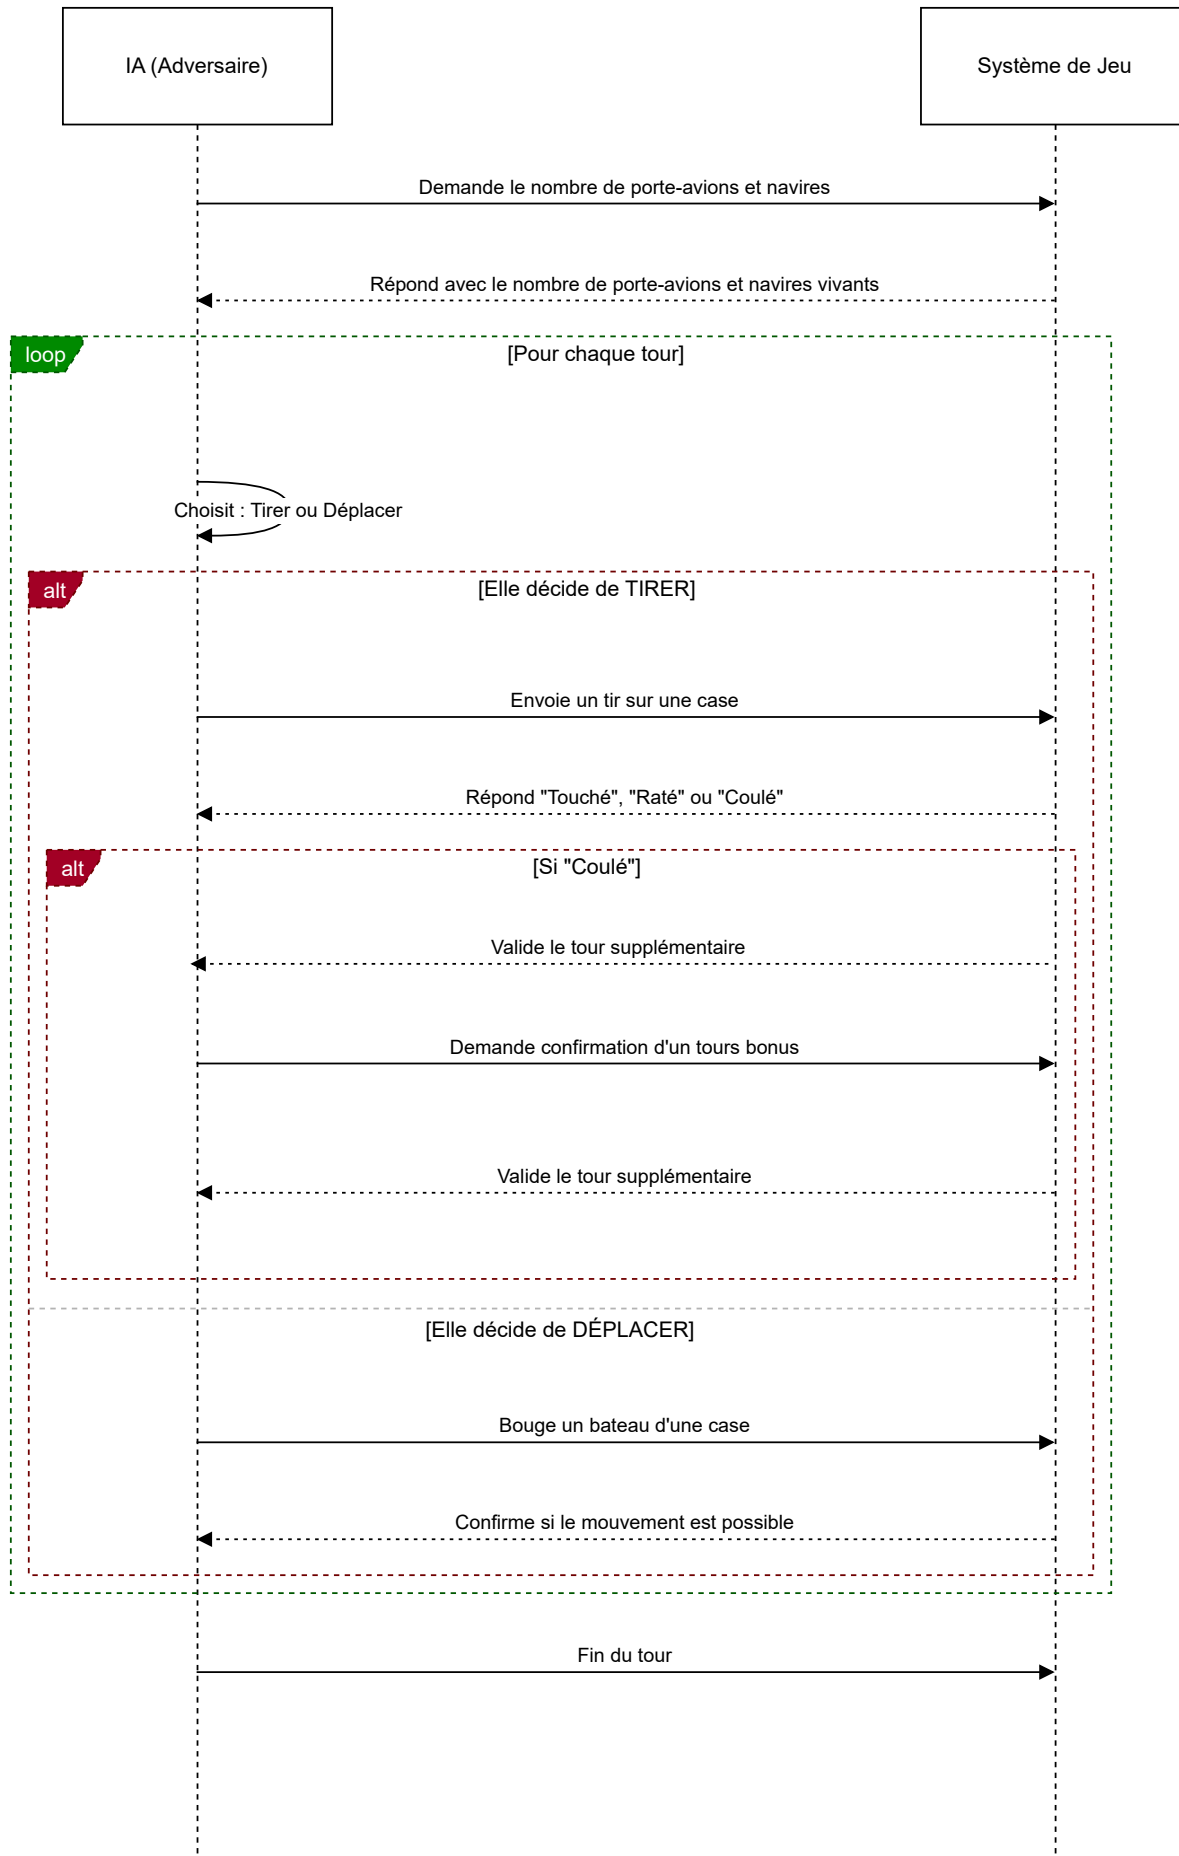 IA (Adversaire)
Système de Jeu
Demande le nombre de porte-avions et navires
Répond avec le nombre de porte-avions et navires vivants
loop
[Pour chaque tour]
Choisit : Tirer ou Déplacer
alt
[Elle décide de TIRER]
Envoie un tir sur une case
Répond "Touché", "Raté" ou "Coulé"
alt
[Si "Coulé"]
Valide le tour supplémentaire
Demande confirmation d'un tours bonus
Valide le tour supplémentaire
[Elle décide de DÉPLACER]
Bouge un bateau d'une case
Confirme si le mouvement est possible
Fin du tour